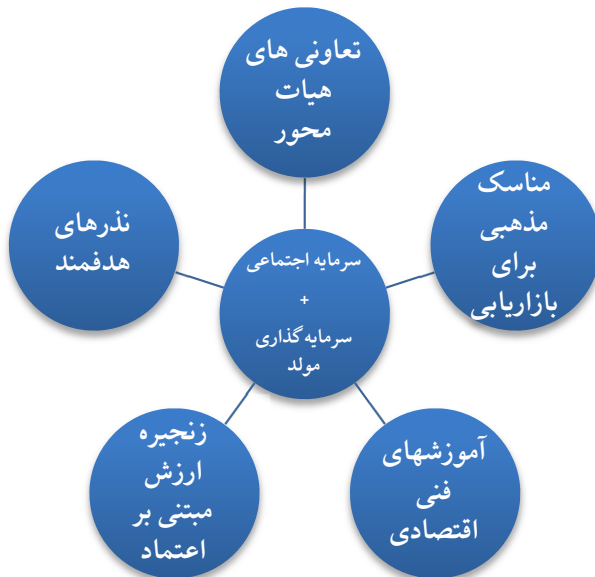 تعاونی های
هیات
محور
مناسک
مذهبی
برای
بازاریابی
نذرهای
هدفمند
سرمایه اجتماعی
+
سرمایه گذاری
مولد
زنجیره
ارزش
مبتنی بر
اعتماد
آموزشهای
فنی
اقتصادی